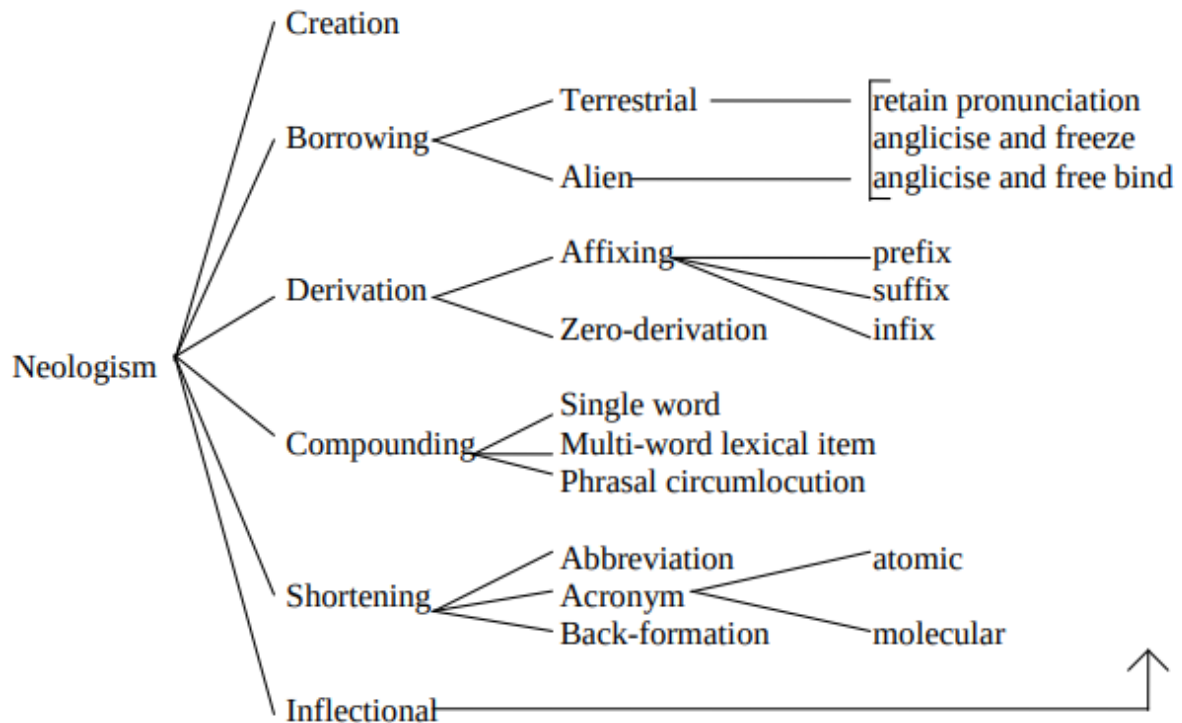 Creation
Terrestrial retain pronunciation
Borrowing anglicise and freeze
Alien anglicise and free bind
Affixing prefix
Derivation suffix
Zero-derivation infix
Neologism
Single word
Compounding Multi-word lexical item
Phrasal circumlocution
Abbreviation atomic
Shortening Acronym
Back-formation molecular
Inflectional